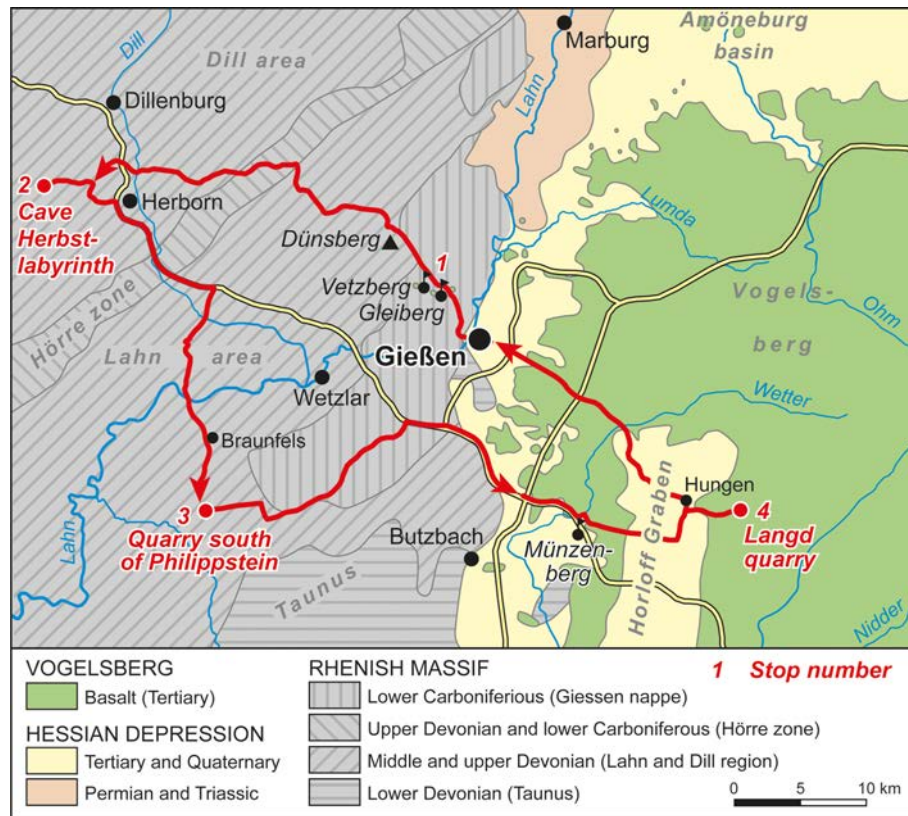 Dill
Dill area
Marburg
Amöneburg
basin
Lahn
Dillenburg
2
Cave
Herbst-
labyrinth
Herborn
Dünsberg
1
Vetzberg
Gleiberg
Lumda
Vogels-
berg
Ohm
Hörre zone
Gießen
Lahn area
Wetzlar
Wetter
Braunfels
Lahn
3
Quarry south
of Philippstein
Butzbach
Taunus
Münzen-
berg
Horloff Graben
Hungen
4
Langd
quarry
Nidder
VOGELSBERG
Basalt (Tertiary)
HESSIAN DEPRESSION
Tertiary and Quaternary
Permian and Triassic
RHENISH MASSIF
Lower Carboniferious (Giessen nappe)
Upper Devonian and lower Carboniferous (Hörre zone)
Middle and upper Devonian (Lahn and Dill region)
Lower Devonian (Taunus)
1 Stop number
0 5 10 km